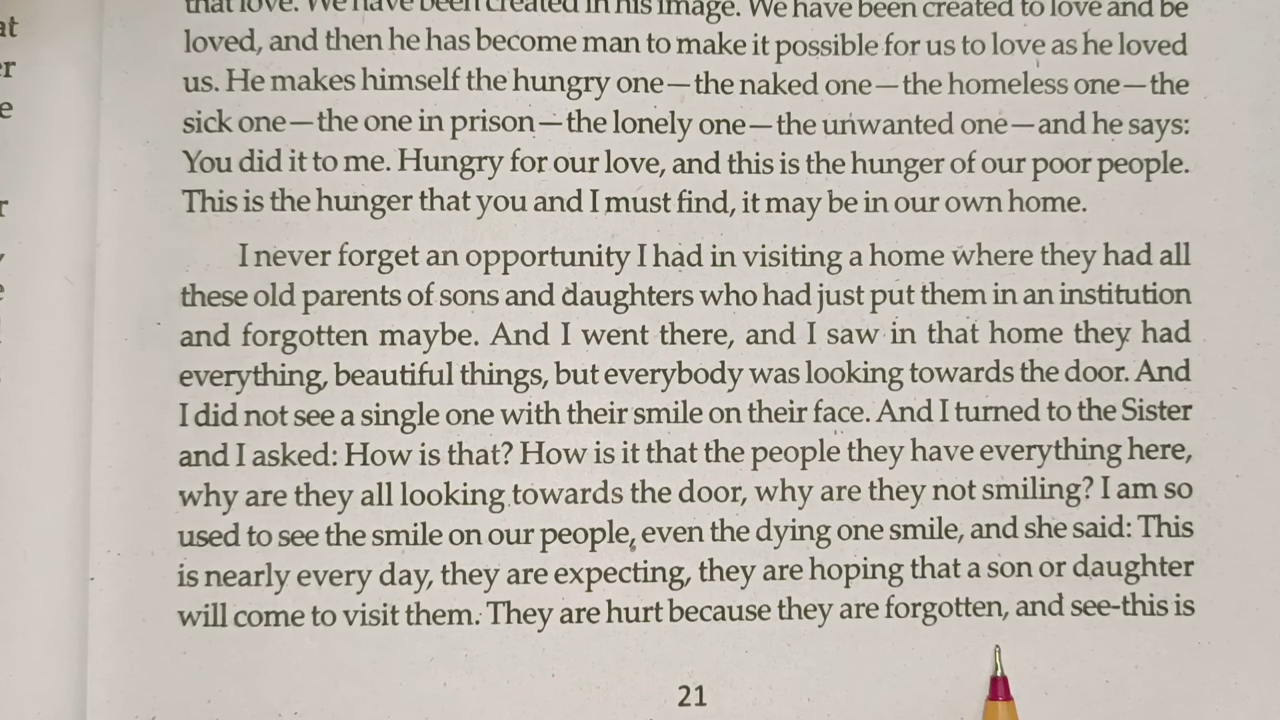 that love. We have been created in his image. We have been created to love and be
loved, and then he has become man to make it possible for us to love as he loved
us. He makes himself the hungry one—the naked one—the homeless one—the
sick one—the one in prison—the lonely one—the unwanted one—and he says:
You did it to me. Hungry for our love, and this is the hunger of our poor people.
This is the hunger that you and I must find, it may be in our own home.
I never forget an opportunity I had in visiting a home where they had all
these old parents of sons and daughters who had just put them in an institution
and forgotten maybe. And I went there, and I saw in that home they had
everything, beautiful things, but everybody was looking towards the door. And
I did not see a single one with their smile on their face. And I turned to the Sister
and I asked: How is that? How is it that the people they have everything here,
why are they all looking towards the door, why are they not smiling? I am so
used to see the smile on our people, even the dying one smile, and she said: This
is nearly every day, they are expecting, they are hoping that a son or daughter
will come to visit them. They are hurt because they are forgotten, and see-this is
21